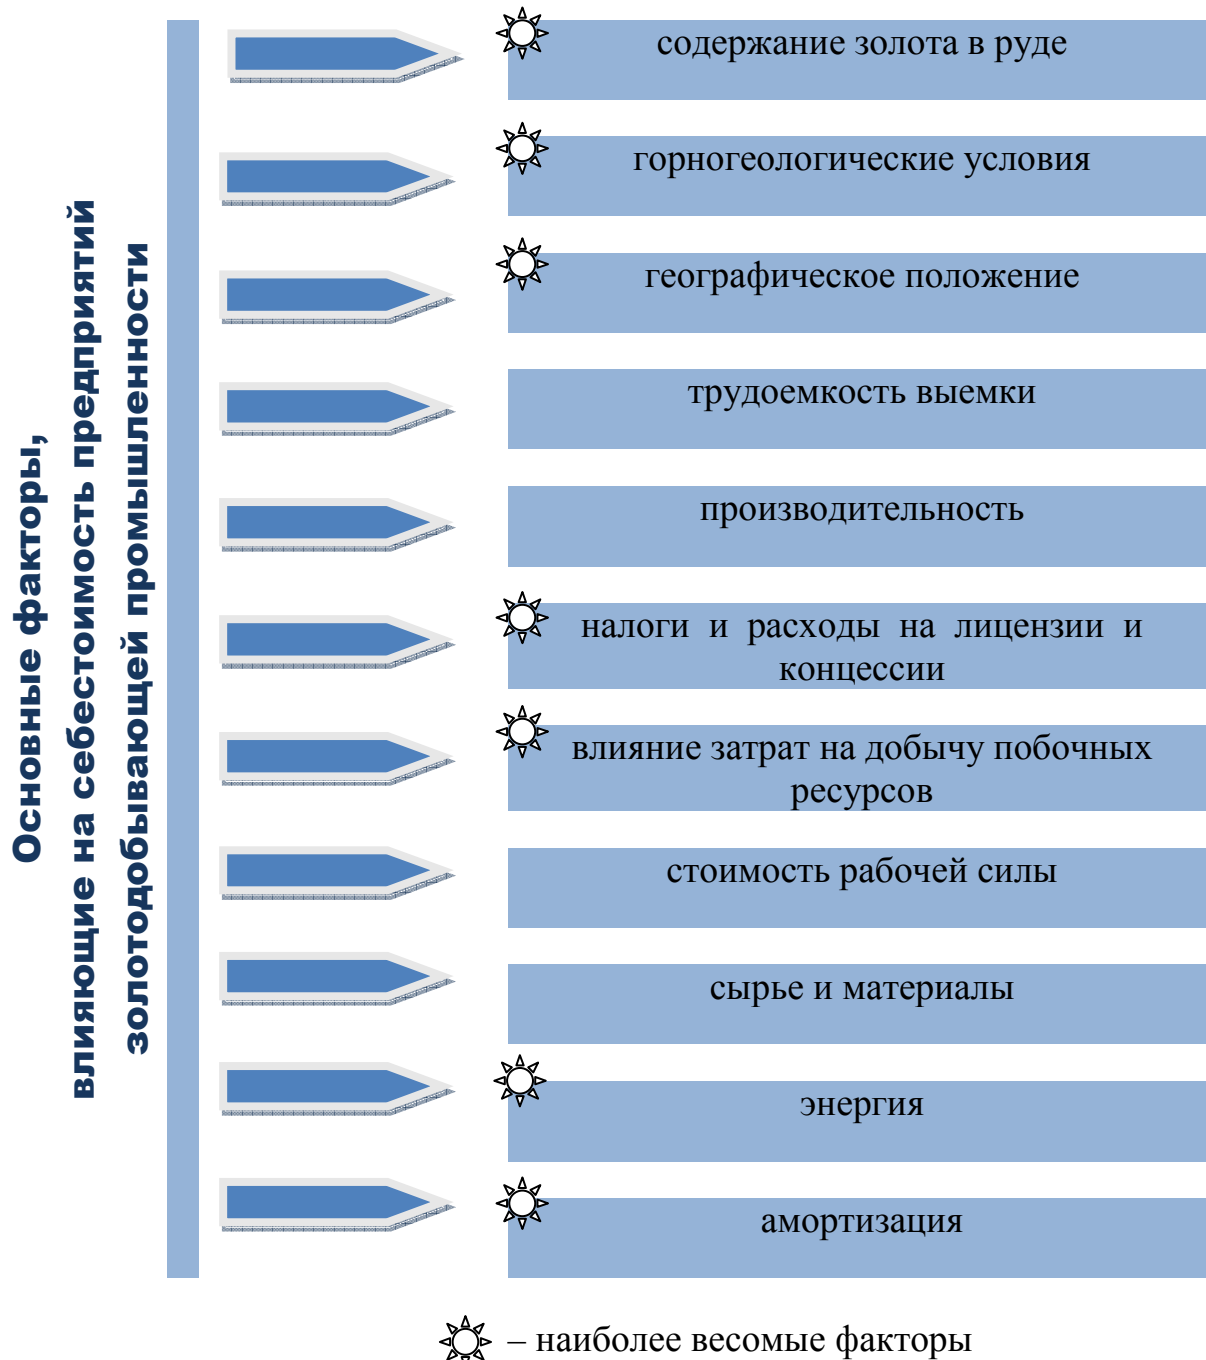 Основные факторы,
влияющие на себестоимость предприятий
золотодобывающей промышленности
содержание золота в руде
горногеологические условия
географическое положение
трудоемкость выемки
производительность
налоги и расходы на лицензии и
концессии
влияние затрат на добычу побочных
ресурсов
стоимость рабочей силы
сырье и материалы
энергия
амортизация
– наиболее весомые факторы